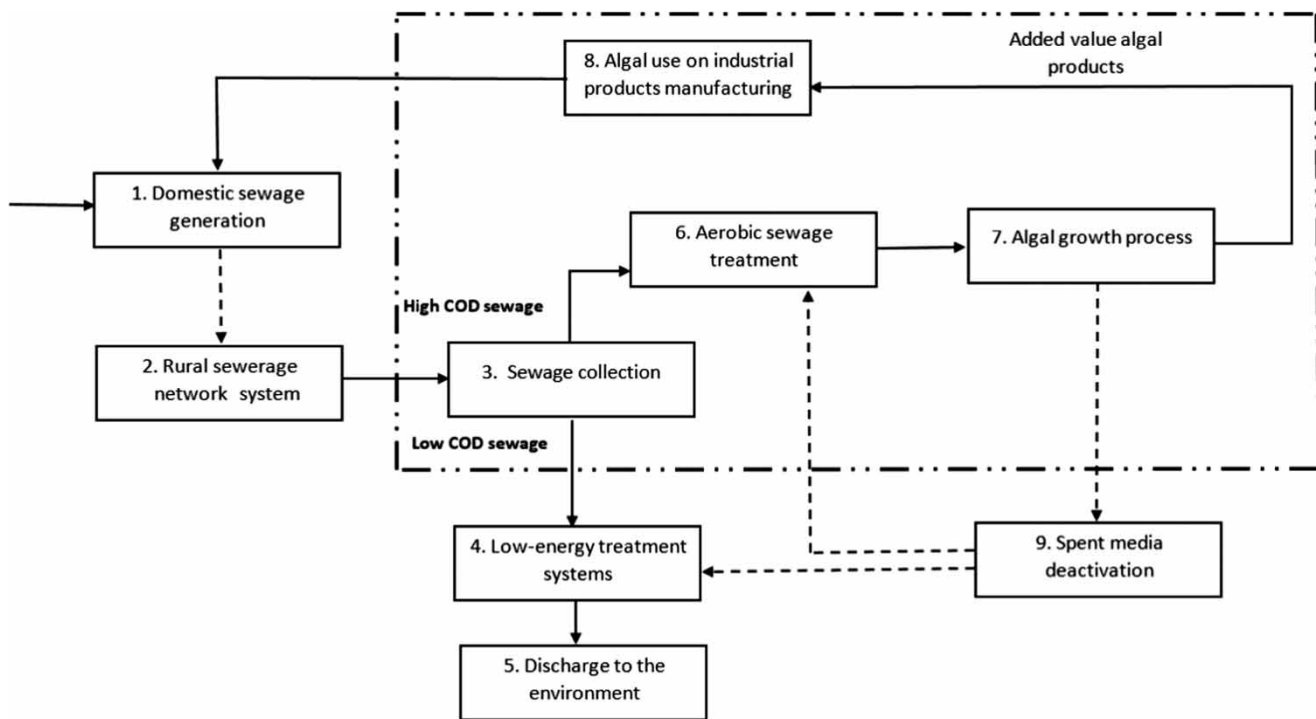 Added value algal
products
8. Algal use on industrial
products manufacturing
1. Domestic sewage
generation
6. Aerobic sewage
treatment
7. Algal growth process
High COD sewage
2. Rural sewerage
network system
3. Sewage collection
Low COD sewage
4. Low-energy treatment
systems
9. Spent media
deactivation
5. Discharge to the
environment